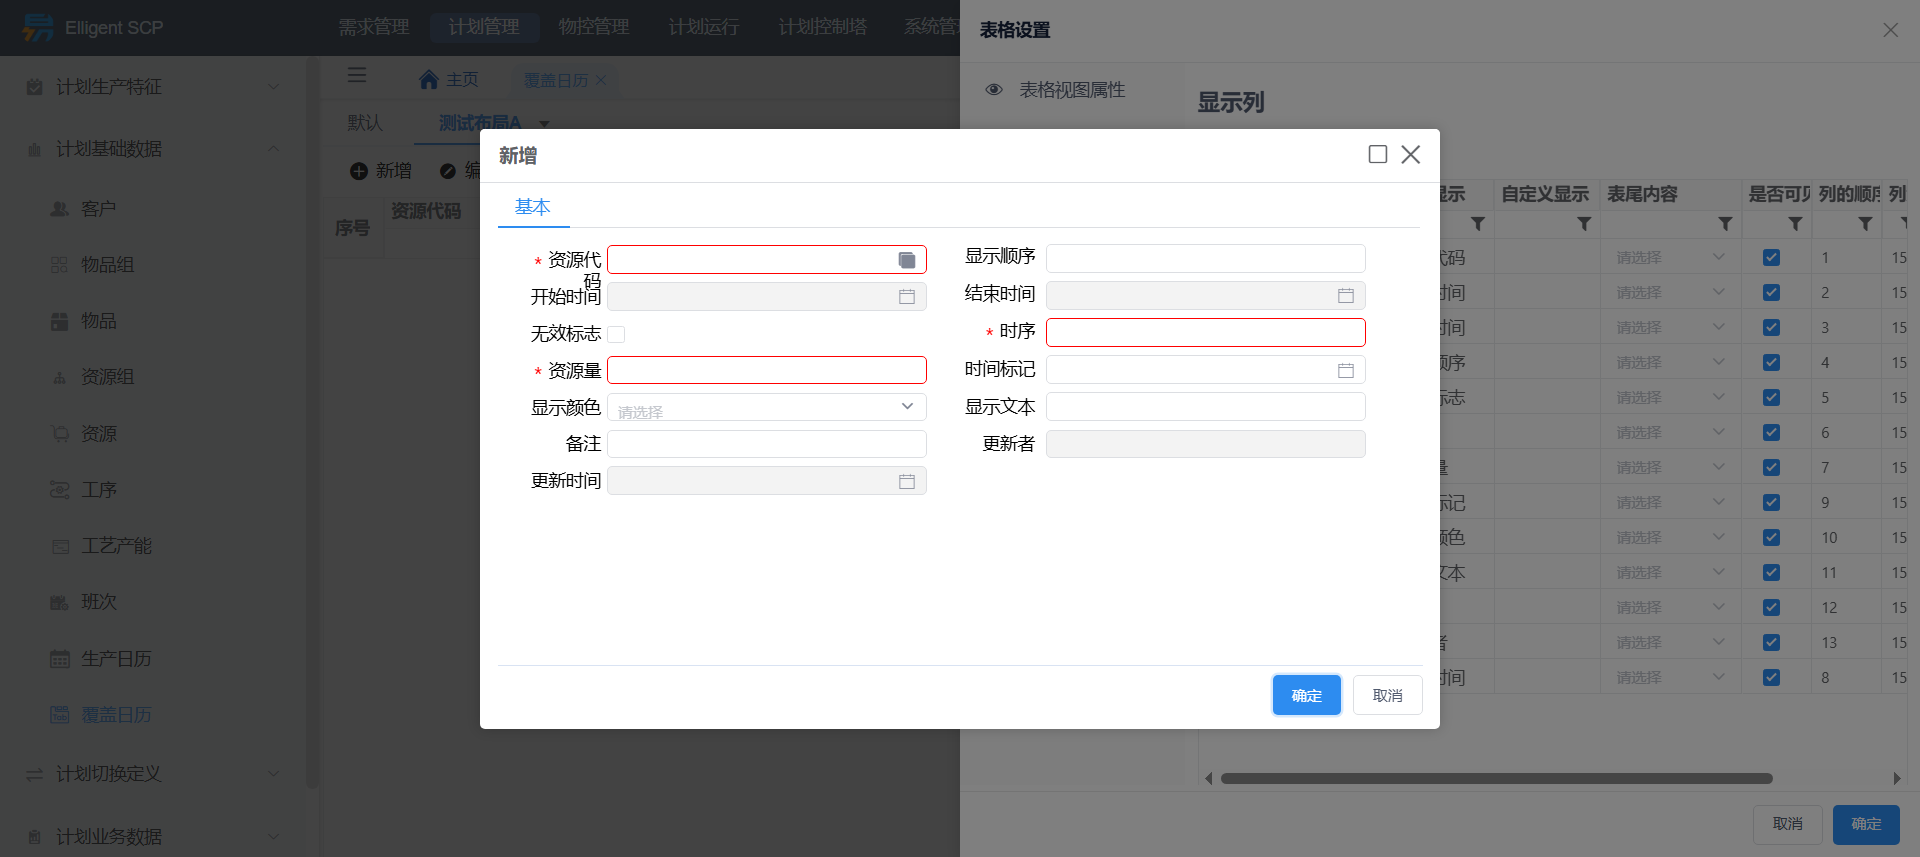 Elligent SCP
需求管理
计划管理
物控管理
计划运行
计划控制塔
系统管
计划生产特征
计划基础数据
客户
物品组
物品
资源组
资源
工序
工艺产能
班次
生产日历
覆盖日历
计划切换定义
计划业务数据
主页
覆盖日历
默认
测试布局A
新增
编
序号
资源代码
表格设置
表格视图属性
显示列
显示
自定义显示
表尾内容
是否可见
列的顺序
列
代码
请选择
1
15
时间
请选择
2
15
时间
请选择
3
15
顺序
请选择
4
15
标志
请选择
5
15
请选择
6
15
量
请选择
7
15
标记
请选择
9
15
颜色
请选择
10
15
文本
请选择
11
15
请选择
12
15
者
请选择
13
15
时间
请选择
8
15
取消
确定
新增
基本
* 资源代码
显示顺序
开始时间
结束时间
无效标志
* 时序
* 资源量
时间标记
显示颜色
请选择
显示文本
备注
更新者
更新时间
确定
取消